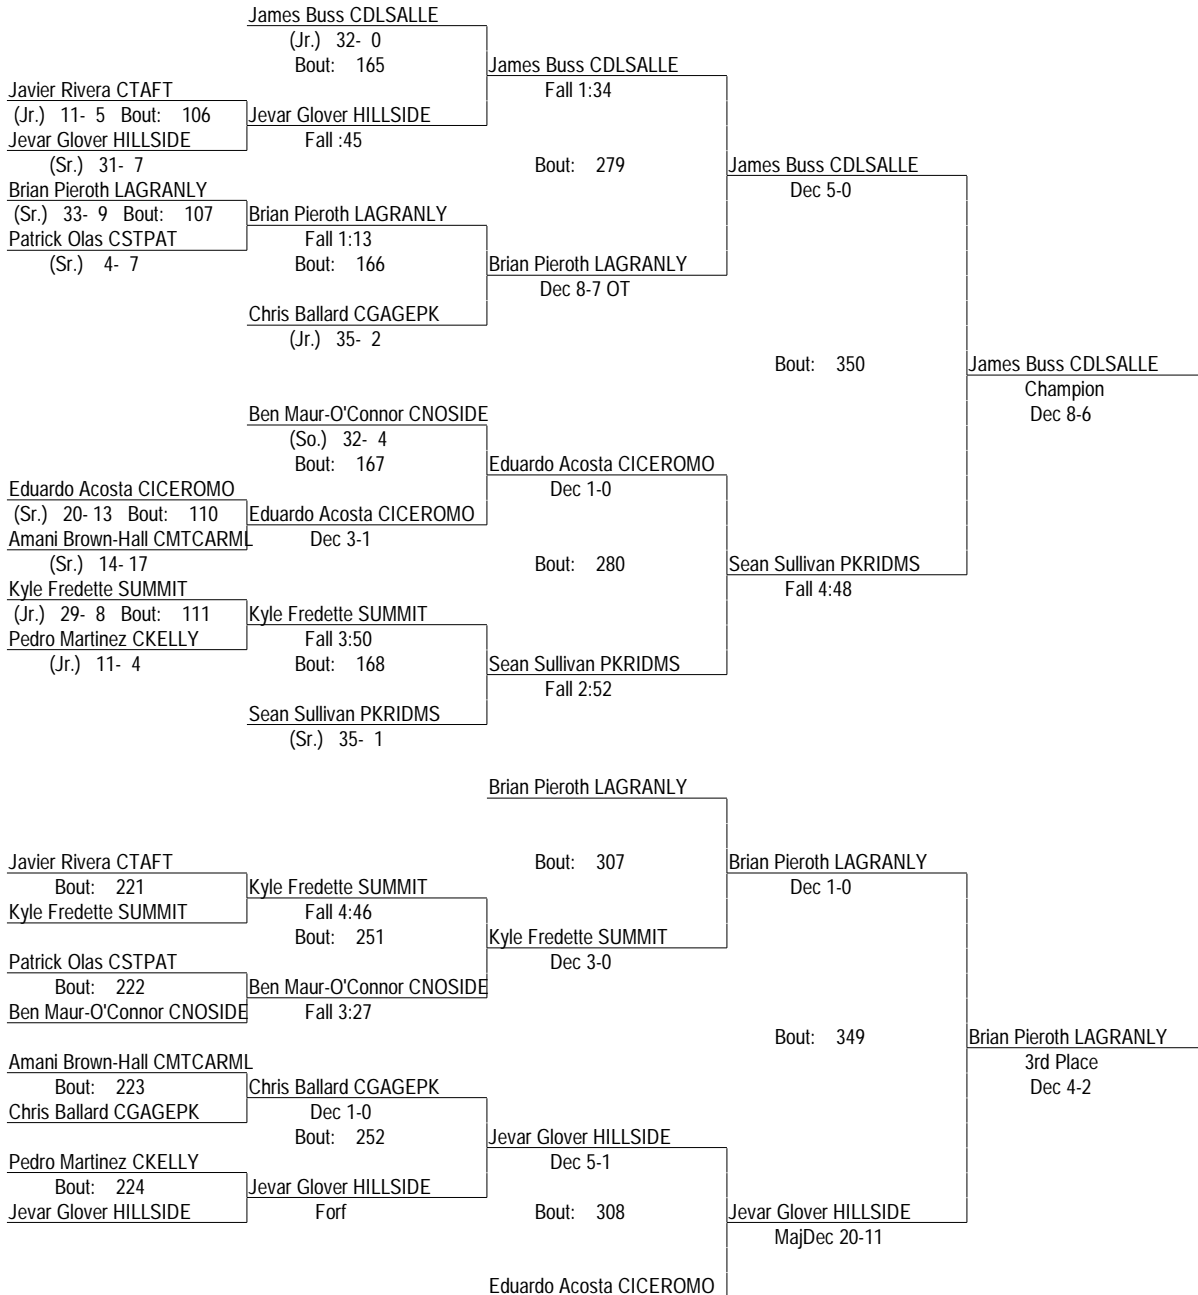 James Buss CDLSALLE
(Jr.) 32- 0
Bout: 165
James Buss CDLSALLE
Javier Rivera CTAFT
Fall 1:34
(Jr.) 11- 5 Bout: 106
Jevar Glover HILLSIDE
Jevar Glover HILLSIDE
Fall :45
(Sr.) 31- 7
Bout: 279
James Buss CDLSALLE
Brian Pieroth LAGRANLY
Dec 5-0
(Sr.) 33- 9 Bout: 107
Brian Pieroth LAGRANLY
Patrick Olas CSTPAT
Fall 1:13
(Sr.) 4- 7
Bout: 166
Brian Pieroth LAGRANLY
Dec 8-7 OT
Chris Ballard CGAGEPK
(Jr.) 35- 2
Bout: 350
James Buss CDLSALLE
Champion
Ben Maur-O'Connor CNOSIDE
Dec 8-6
(So.) 32- 4
Bout: 167
Eduardo Acosta CICEROMO
Eduardo Acosta CICEROMO
Dec 1-0
(Sr.) 20- 13 Bout: 110
Eduardo Acosta CICEROMO
Amani Brown-Hall CMTCARML
Dec 3-1
(Sr.) 14- 17
Bout: 280
Sean Sullivan PKRIDMS
Kyle Fredette SUMMIT
Fall 4:48
(Jr.) 29- 8 Bout: 111
Kyle Fredette SUMMIT
Pedro Martinez CKELLY
Fall 3:50
(Jr.) 11- 4
Bout: 168
Sean Sullivan PKRIDMS
Fall 2:52
Sean Sullivan PKRIDMS
(Sr.) 35- 1
Brian Pieroth LAGRANLY
Javier Rivera CTAFT
Bout: 307
Brian Pieroth LAGRANLY
Bout: 221
Kyle Fredette SUMMIT
Dec 1-0
Kyle Fredette SUMMIT
Fall 4:46
Bout: 251
Kyle Fredette SUMMIT
Patrick Olas CSTPAT
Dec 3-0
Bout: 222
Ben Maur-O'Connor CNOSIDE
Ben Maur-O'Connor CNOSIDE
Fall 3:27
Bout: 349
Brian Pieroth LAGRANLY
Amani Brown-Hall CMTCARML
3rd Place
Bout: 223
Chris Ballard CGAGEPK
Dec 4-2
Chris Ballard CGAGEPK
Dec 1-0
Bout: 252
Jevar Glover HILLSIDE
Pedro Martinez CKELLY
Dec 5-1
Bout: 224
Jevar Glover HILLSIDE
Jevar Glover HILLSIDE
Forf
Bout: 308
Jevar Glover HILLSIDE
MajDec 20-11
Eduardo Acosta CICEROMO